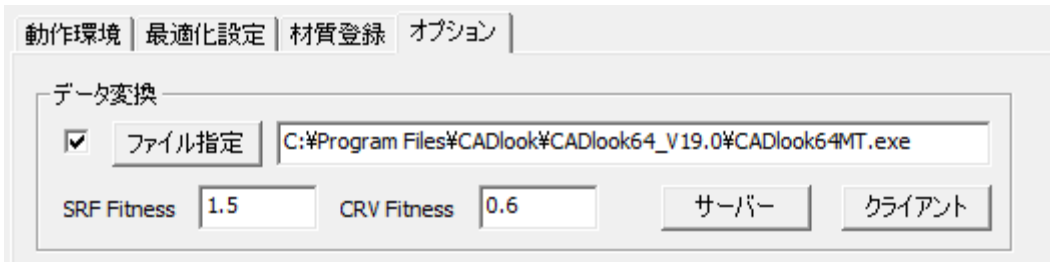 動作環境 最適化設定 材質登録 オプション
データ変換
ファイル指定 C:¥Program Files¥CADlook¥CADlook64_V19.0¥CADlook64MT.exe
SRF Fitness 1.5 CRV Fitness 0.6 サーバー クライアント